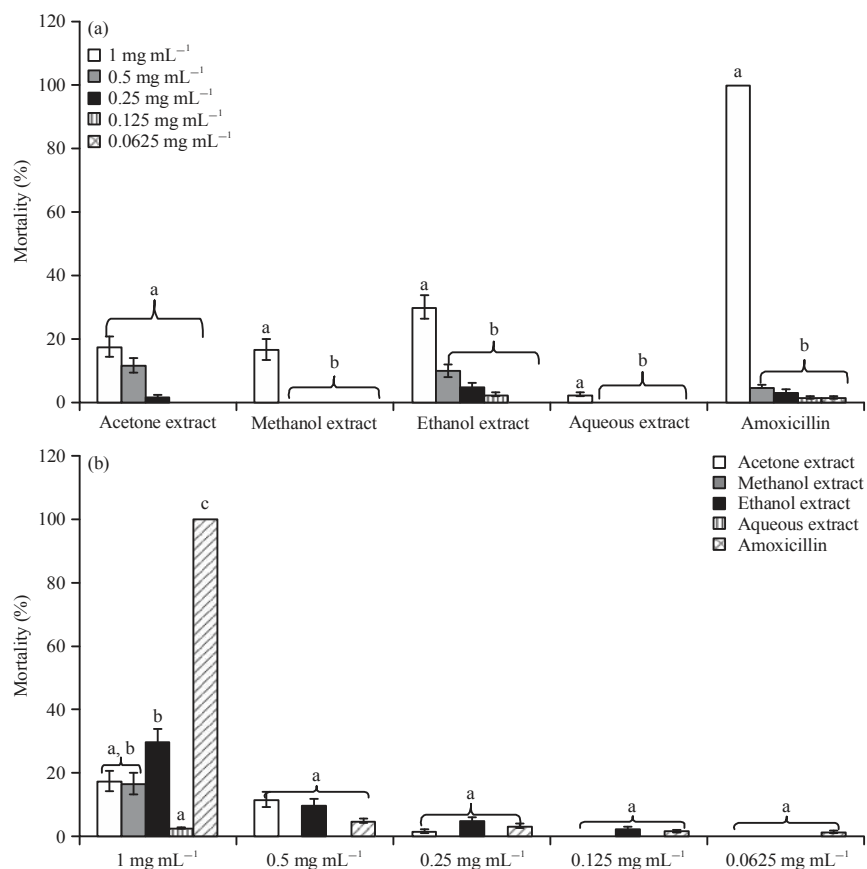 120
(a)
1 mg mL⁻¹
0.5 mg mL⁻¹
0.25 mg mL⁻¹
0.125 mg mL⁻¹
0.0625 mg mL⁻¹
100
80
60
40
20
0
Mortality (%)
a
a
b
a
b
a
b
a
b
Acetone extract Methanol extract Ethanol extract Aqueous extract Amoxicillin
120
(b)
Acetone extract
Methanol extract
Ethanol extract
Aqueous extract
Amoxicillin
100
80
60
40
20
0
Mortality (%)
a, b
b
a
c
a
a
a
a
1 mg mL⁻¹ 0.5 mg mL⁻¹ 0.25 mg mL⁻¹ 0.125 mg mL⁻¹ 0.0625 mg mL⁻¹